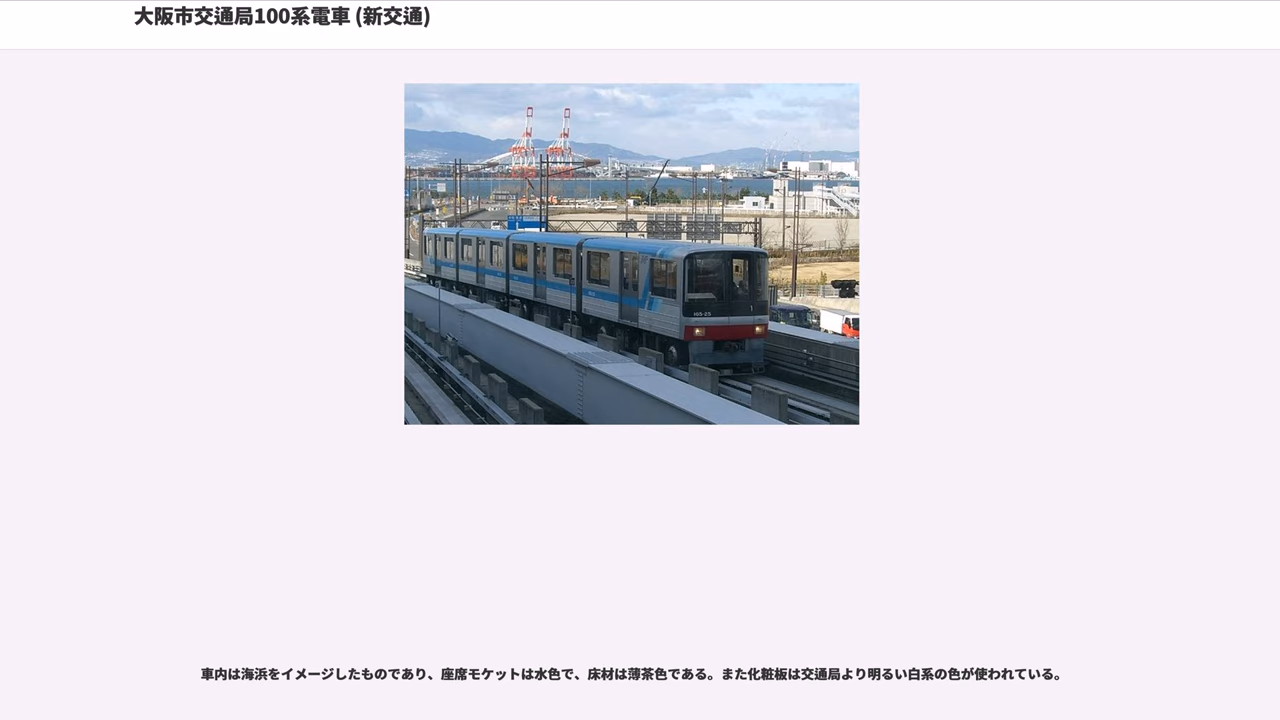 大阪市交通局100系電車 (新交通)
車内は海浜をイメージしたものであり、座席モケットは水色で、床材は薄茶色である。また化粧板は交通局より明るい白系の色が使われている。